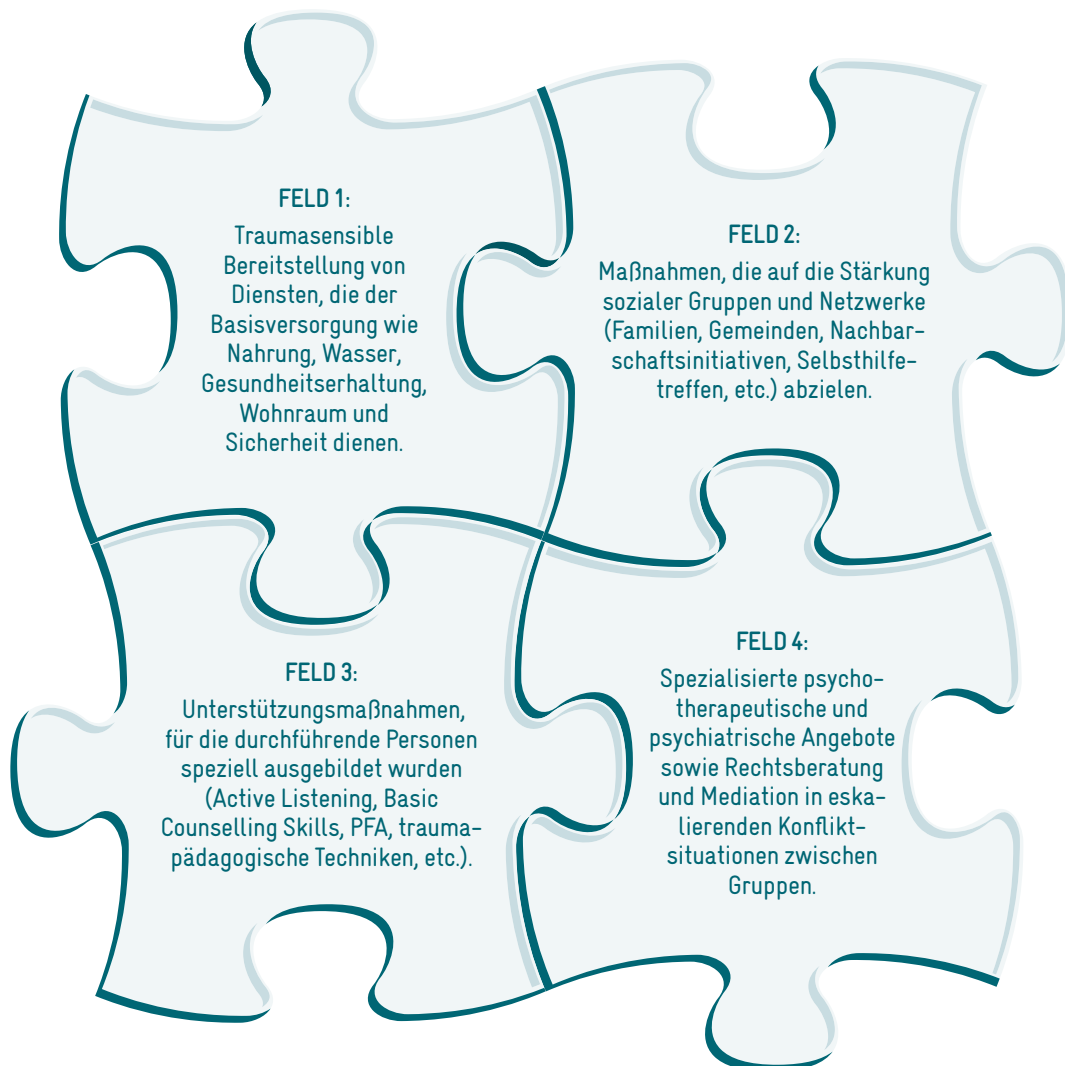 FELD 1:
Traumasensible
Bereitstellung von
Diensten, die der
Basisversorgung wie
Nahrung, Wasser,
Gesundheitserhaltung,
Wohnraum und
Sicherheit dienen.
FELD 2:
Maßnahmen, die auf die Stärkung
sozialer Gruppen und Netzwerke
(Familien, Gemeinden, Nachbar-
schaftsinitiativen, Selbsthilfe-
treffen, etc.) abzielen.
FELD 3:
Unterstützungsmaßnahmen,
für die durchführende Personen
speziell ausgebildet wurden
(Active Listening, Basic
Counselling Skills, PFA, trauma-
pädagogische Techniken, etc.).
FELD 4:
Spezialisierte psycho-
therapeutische und
psychiatrische Angebote
sowie Rechtsberatung
und Mediation in eska-
lierenden Konflikt-
situationen zwischen
Gruppen.